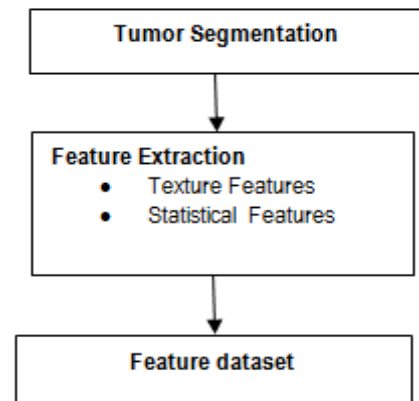 Tumor Segmentation
Feature Extraction
● Texture Features
● Statistical Features
Feature dataset